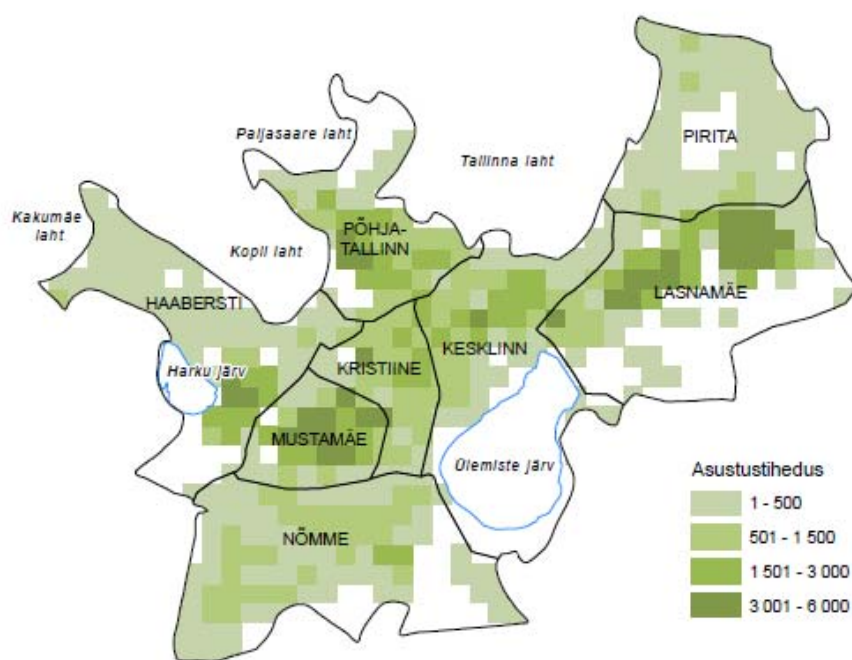 PIRITA
Paljasaare laht
Tallinna laht
Kakumäe
laht
PÕHJA-
TALLINN
Kopli laht
LASNAMÄE
HAABERSTI
KESKLINN
Harku järv
KRISTIINE
MUSTAMÄE
Ülemiste järv
NÕMME
Asustustihedus
1 - 500
501 - 1 500
1 501 - 3 000
3 001 - 6 000